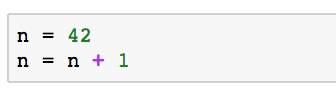 n = 42
n = n + 1